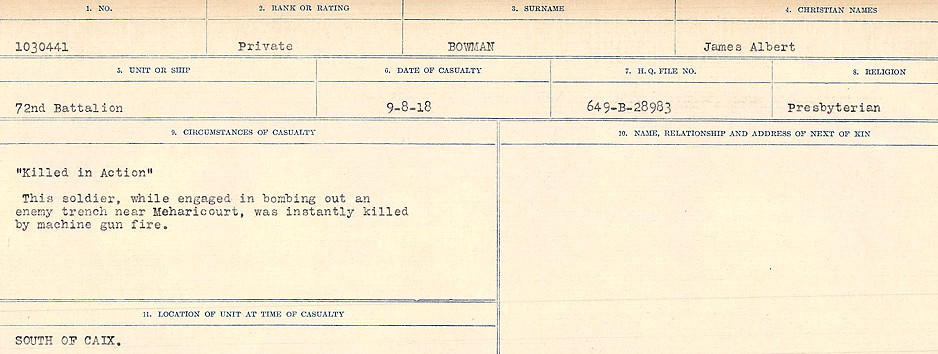 1. NO. 2. RANK OR RATING 3. SURNAME 4. CHRISTIAN NAMES
1030441 Private BOWMAN James Albert
5. UNIT OR SHIP 6. DATE OF CASUALTY 7. H.Q. FILE NO. 8. RELIGION
72nd Battalion 9-8-18 649-B-28983 Presbyterian
9. CIRCUMSTANCES OF CASUALTY 10. NAME, RELATIONSHIP AND ADDRESS OF NEXT OF KIN
"Killed in Action"
This soldier, while engaged in bombing out an
enemy trench near Meharicourt, was instantly killed
by machine gun fire.
11. LOCATION OF UNIT AT TIME OF CASUALTY
SOUTH OF CAIX.